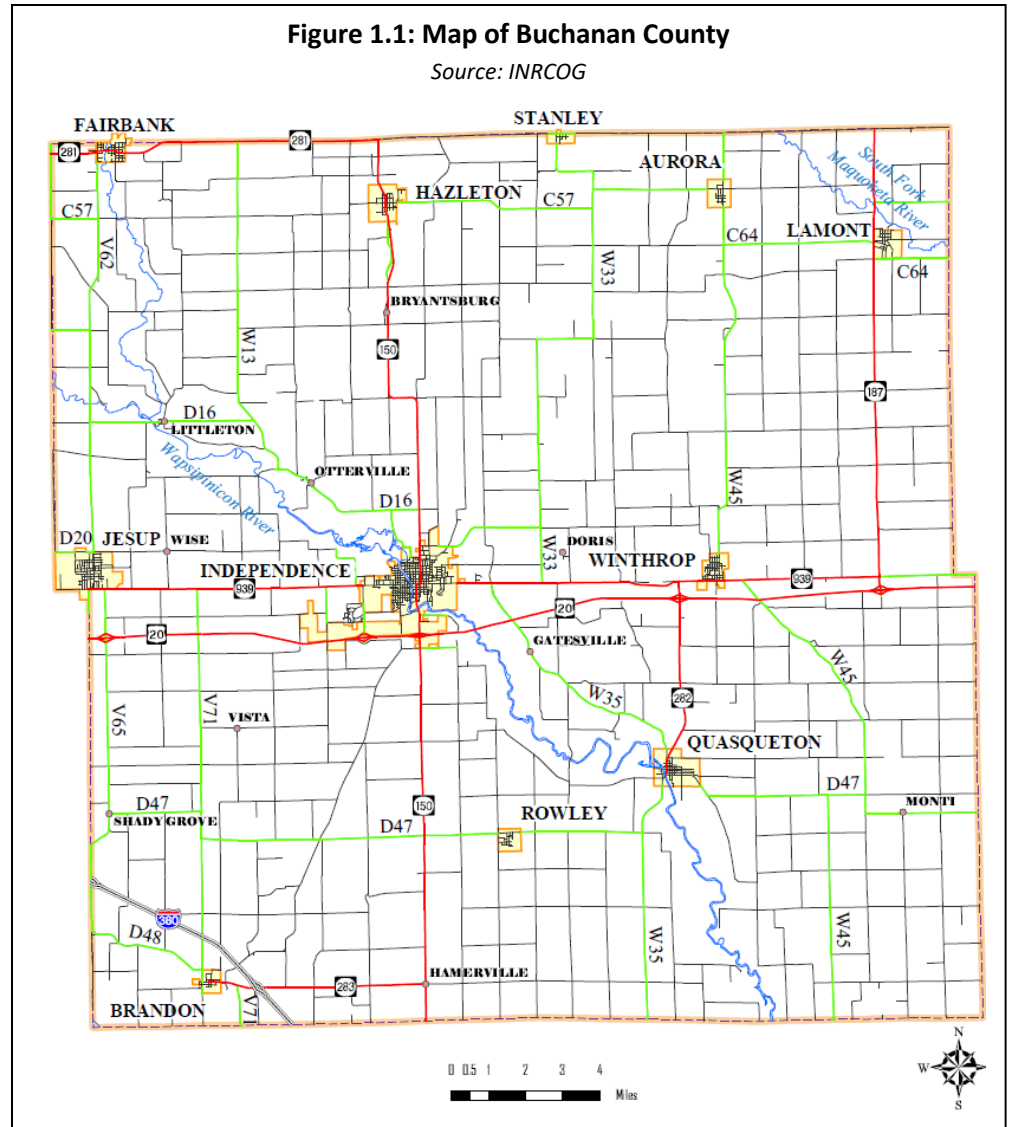 Figure 1.1: Map of Buchanan County
Source: INRCOG
FAIRBANK
STANLEY
281
281
AURORA
South Fork
Maquoketa River
HAZLETON
C57
C57
LAMONT
C64
V62
W33
C64
BRYANTSBURG
W13
150
187
D16
LITTLETON
Wapsipinicon River
OTTERVILLE
W45
D16
D20
JESUP
WISE
DORIS
INDEPENDENCE
W33
WINTHROP
939
939
20
20
GATESVILLE
W45
W35
V65
V71
282
VISTA
QUASQUETON
D47
D47
SHADY GROVE
150
ROWLEY
MONTI
D47
380
D48
W35
W45
HAMERVILLE
283
BRANDON
V71
N
W
E
S
0 0.5 1 2 3 4
Miles